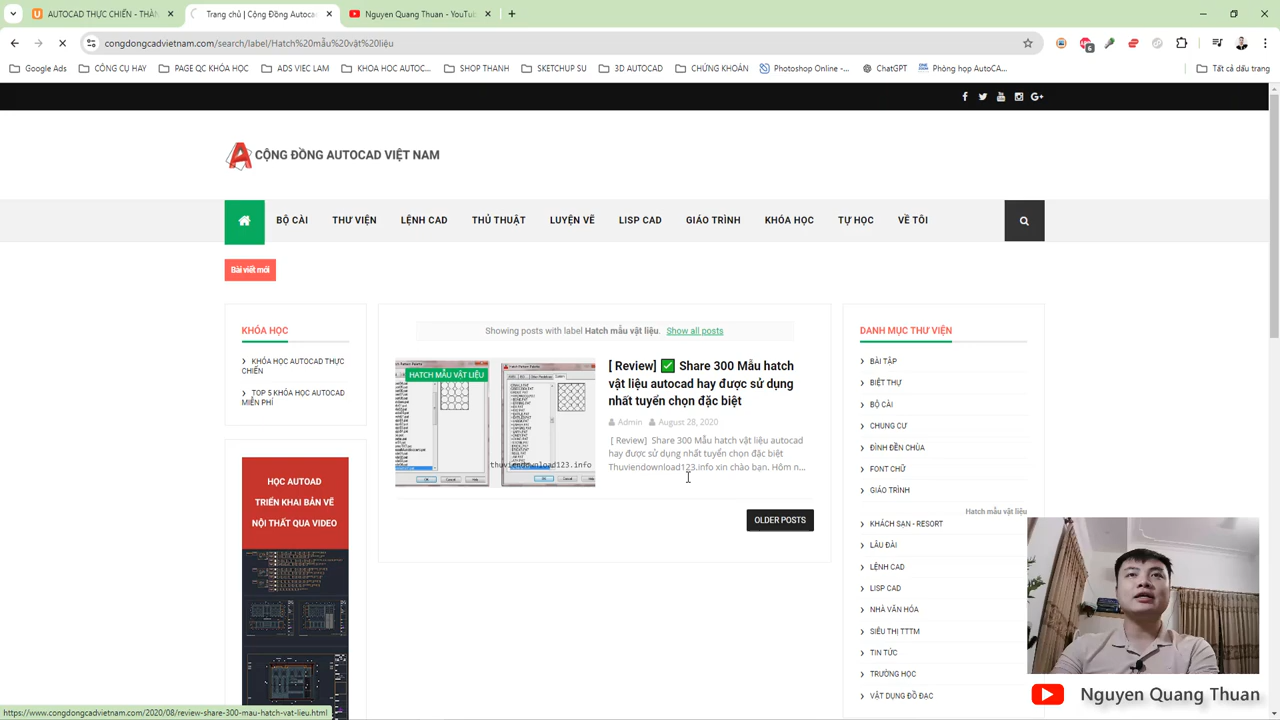 AUTOCAD THỰC CHIẾN - THÀN
Trang chủ | Cộng Đồng Autocad
Nguyen Quang Thuan - YouTube
congdongcadvietnam.com/search/label/Hatch%20mẫu%20vật%20liệu
6
Google Ads
CÔNG CỤ HAY
PAGE QC KHÓA HỌC
ADS VIEC LAM
KHOA HOC AUTOC...
SHOP THANH
SKETCHUP SU
3D AUTOCAD
CHỨNG KHOÁN
Photoshop Online -...
ChatGPT
Phòng họp AutoCA...
Tất cả dấu trang
CỘNG ĐỒNG AUTOCAD VIỆT NAM
BỘ CÀI
THƯ VIỆN
LỆNH CAD
THỦ THUẬT
LUYỆN VẼ
LISP CAD
GIÁO TRÌNH
KHÓA HỌC
TỰ HỌC
VỀ TÔI
Bài viết mới
KHÓA HỌC
KHÓA HỌC AUTOCAD THỰC
CHIẾN
TOP 5 KHÓA HỌC AUTOCAD
MIỄN PHÍ
HỌC AUTOAD
TRIỂN KHAI BẢN VẼ
NỘI THẤT QUA VIDEO
Showing posts with label Hatch mẫu vật liệu. Show all posts
HATCH MẪU VẬT LIỆU
thuviendownload123.info
[ Review] ✅ Share 300 Mẫu hatch
vật liệu autocad hay được sử dụng
nhất tuyển chọn đặc biệt
Admin August 28, 2020
[ Review] Share 300 Mẫu hatch vật liệu autocad
hay được sử dụng nhất tuyển chọn đặc biệt
Thuviendownload123.info xin chào bạn. Hôm n...
OLDER POSTS
DANH MỤC THƯ VIỆN
BÀI TẬP
BIỆT THỰ
BỘ CÀI
CHUNG CƯ
ĐÌNH ĐỀN CHÙA
FONT CHỮ
GIÁO TRÌNH
Hatch mẫu vật liệu
KHÁCH SẠN - RESORT
LÂU ĐÀI
LỆNH CAD
LISP CAD
NHÀ VĂN HÓA
SIÊU THỊ TTTM
TIN TỨC
TRƯỜNG HỌC
VẬT DỤNG ĐỒ ĐẠC
Nguyen Quang Thuan
https://www.congdongcadvietnam.com/2020/08/review-share-300-mau-hatch-vat-lieu.html